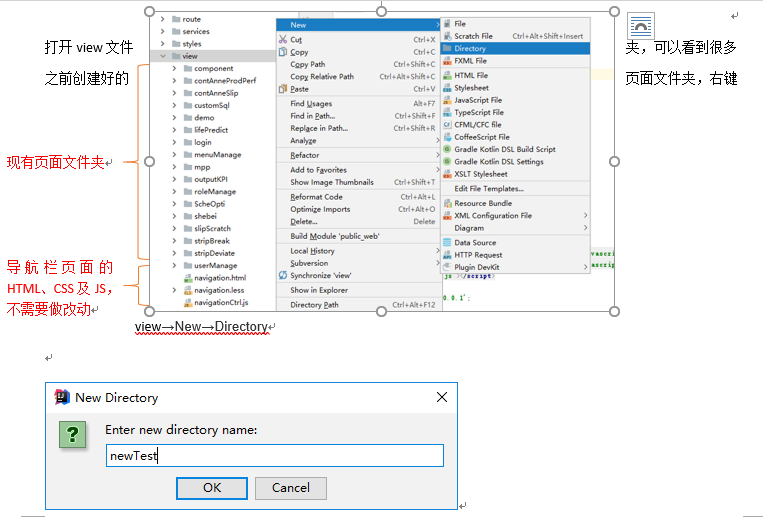 打开 view 文件
夹，可以看到很多
之前创建好的
页面文件夹，右键
现有页面文件夹
导航栏页面的
HTML、CSS 及 JS，
不需要做改动
route
services
styles
view
component
contAnneProdPerf
contAnneSlip
customSql
demo
lifePredict
login
menuManage
mpp
outputKPI
roleManage
ScheOpti
shebei
slipScratch
stripBreak
stripDeviate
userManage
navigation.html
navigation.less
navigationCtrl.js
New
Cut Ctrl+X
Copy Ctrl+C
Copy Path Ctrl+Shift+C
Copy Relative Path Ctrl+Alt+Shift+C
Paste Ctrl+V
Find Usages Alt+F7
Find in Path... Ctrl+Shift+F
Replace in Path... Ctrl+Shift+R
Analyze
Refactor
Add to Favorites
Show Image Thumbnails Ctrl+Shift+T
Reformat Code Ctrl+Alt+L
Optimize Imports Ctrl+Alt+O
Delete... Delete
Build Module 'public_web'
Local History
Subversion
Synchronize 'view'
Show in Explorer
Directory Path Ctrl+Alt+F12
File
Scratch File Ctrl+Alt+Shift+Insert
Directory
FXML File
HTML File
Stylesheet
JavaScript File
TypeScript File
CFML/CFC file
CoffeeScript File
Gradle Kotlin DSL Build Script
Gradle Kotlin DSL Settings
XSLT Stylesheet
Edit File Templates...
Resource Bundle
XML Configuration File
Diagram
Data Source
HTTP Request
Plugin DevKit
vascrip
ascrip
js"></script>
0.0.1';
view→New→Directory
New Directory
Enter new directory name:
newTest
OK
Cancel